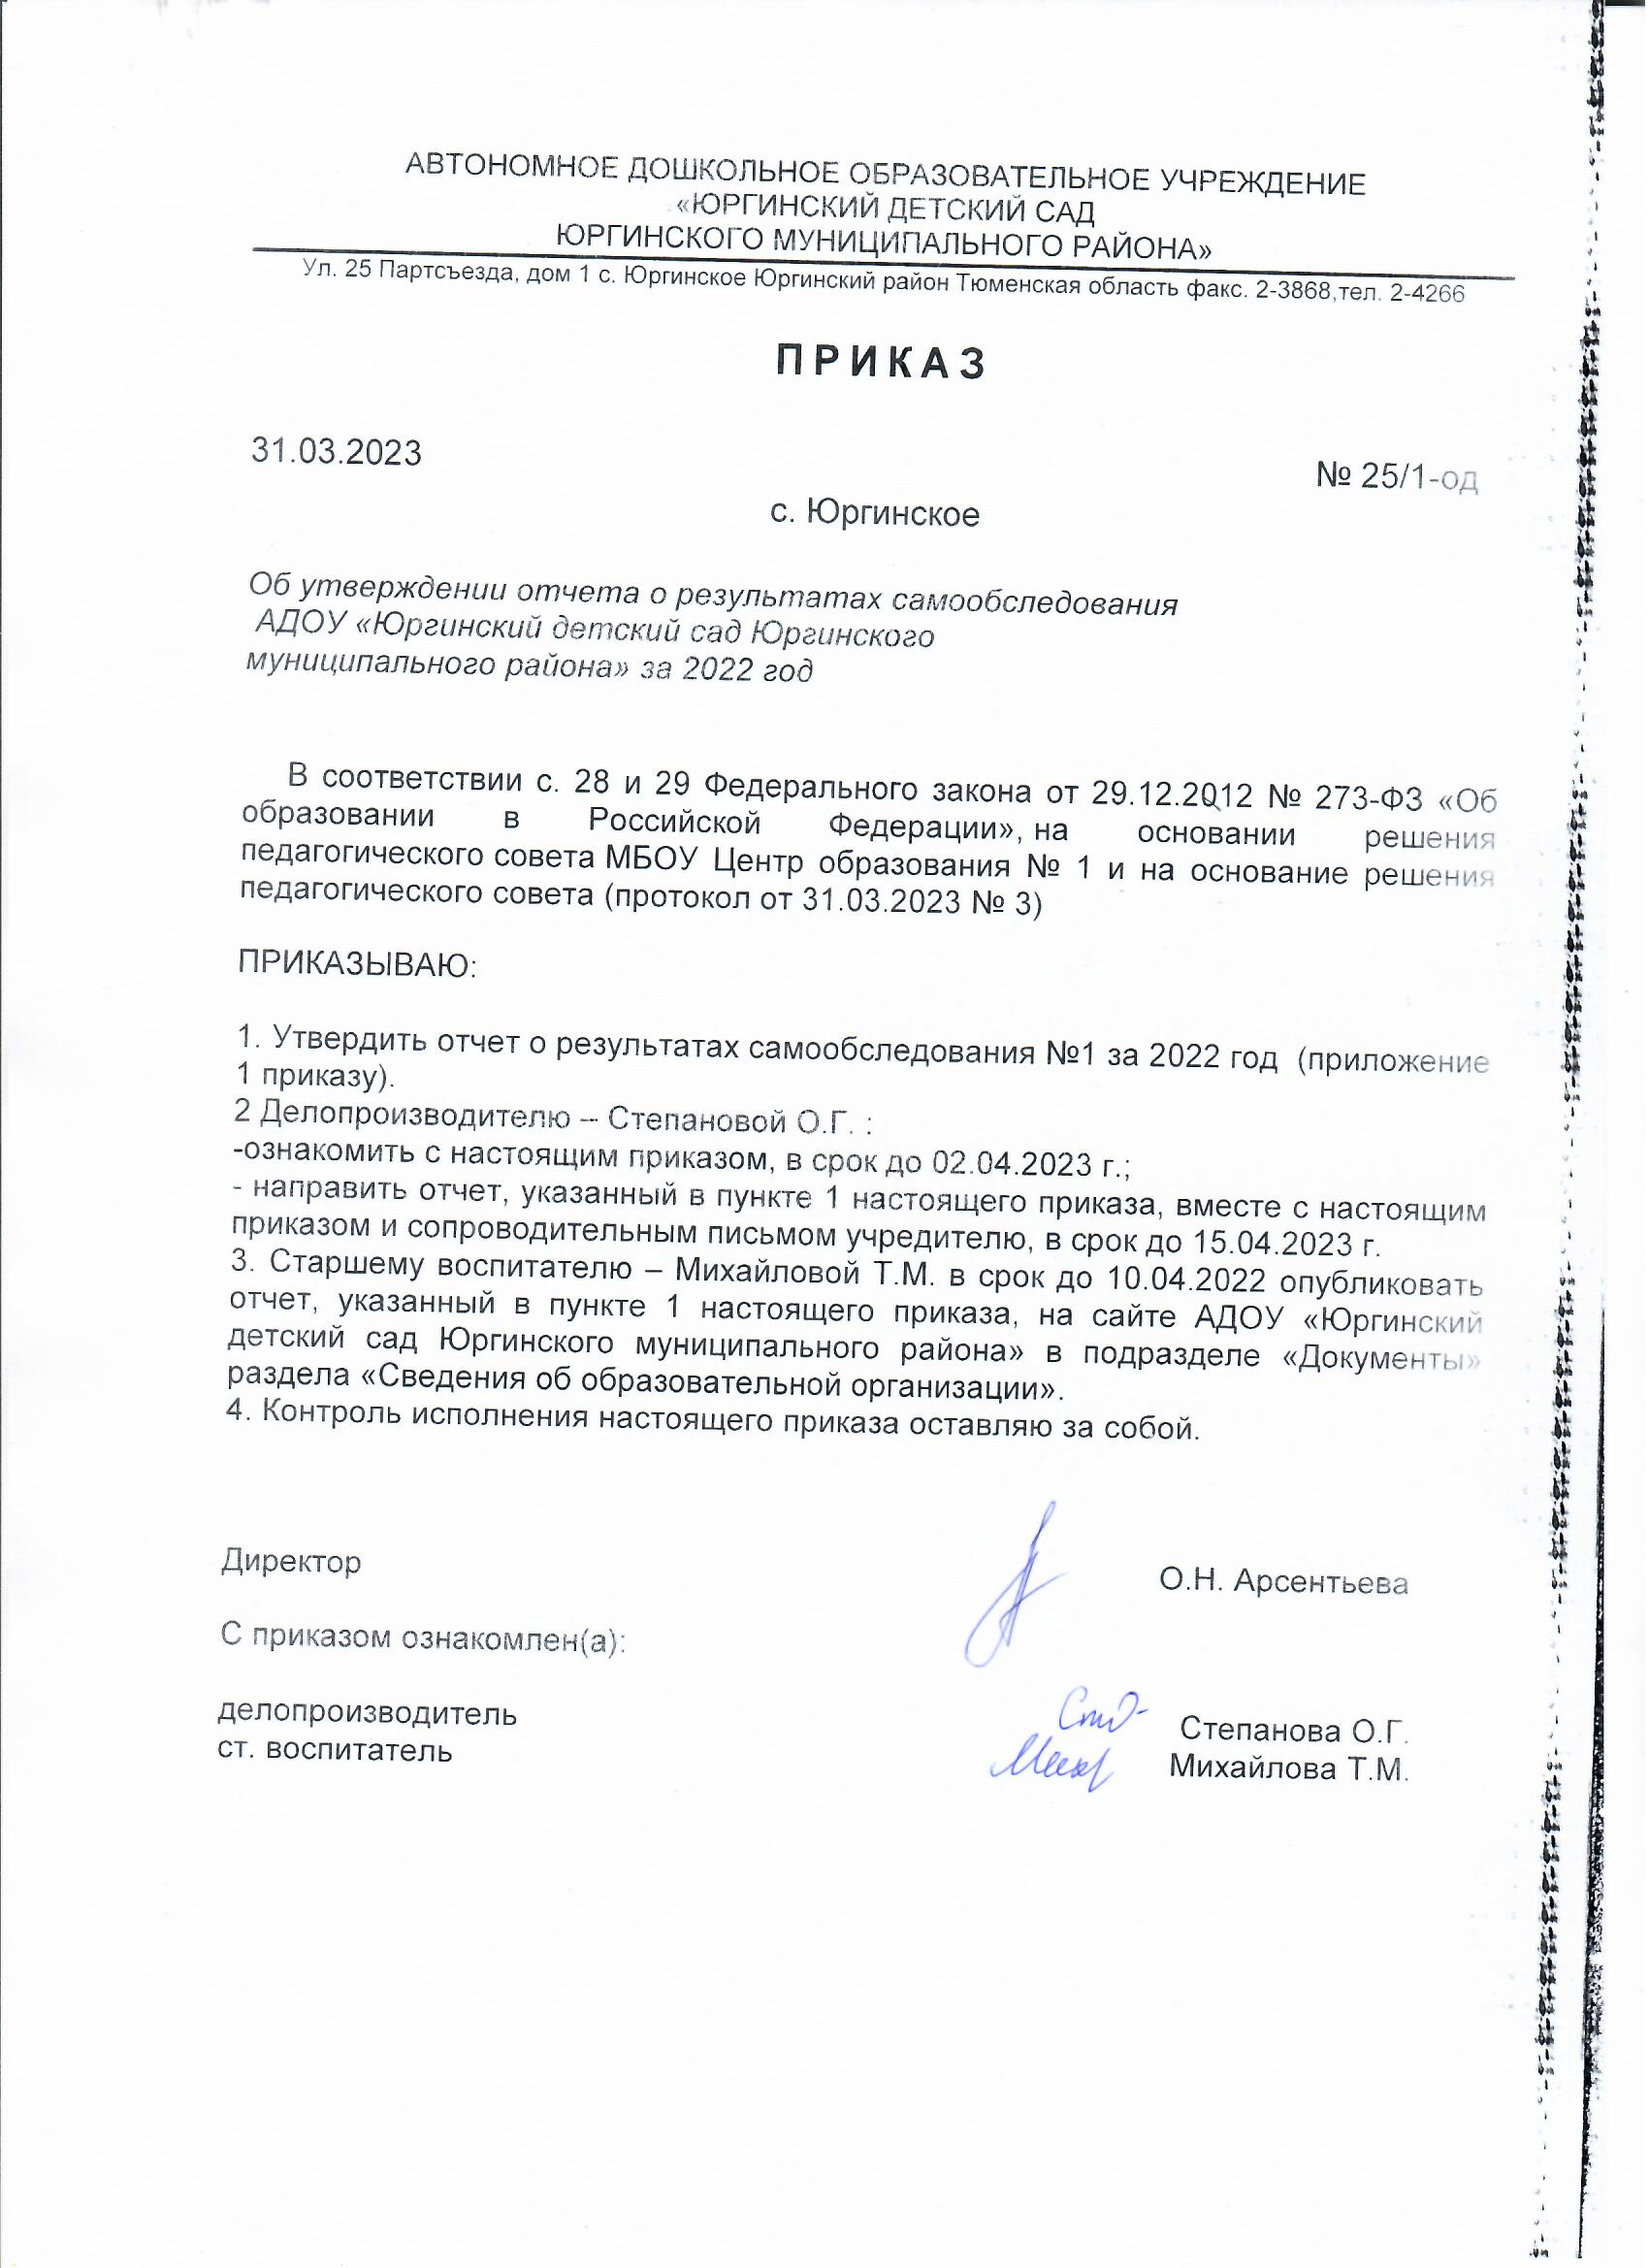 АВТОНОМНОЕ ДОШКОЛЬНОЕ ОБРАЗОВАТЕЛЬНОЕ УЧРЕЖДЕНИЕ
«ЮРГИНСКИЙ ДЕТСКИЙ САД
ЮРГИНСКОГО МУНИЦИПАЛЬНОГО РАЙОНА»
Ул. 25 Партсъезда, дом 1 с. Юргинское Юргинский район Тюменская область факс. 2-3868,тел. 2-4266
ПРИКАЗ
31.03.2023
№ 25/1-од
с. Юргинское
Об утверждении отчета о результатах самообследования
АДОУ «Юргинский детский сад Юргинского
муниципального района» за 2022 год
В соответствии с. 28 и 29 Федерального закона от 29.12.2012 № 273-ФЗ «Об
образовании в Российской Федерации», на основании решения
педагогического совета МБОУ Центр образования № 1 и на основание решения
педагогического совета (протокол от 31.03.2023 № 3)
ПРИКАЗЫВАЮ:
1. Утвердить отчет о результатах самообследования №1 за 2022 год (приложение
1 приказу).
2 Делопроизводителю – Степановой О.Г. :
-ознакомить с настоящим приказом, в срок до 02.04.2023 г.;
- направить отчет, указанный в пункте 1 настоящего приказа, вместе с настоящим
приказом и сопроводительным письмом учредителю, в срок до 15.04.2023 г.
3. Старшему воспитателю – Михайловой Т.М. в срок до 10.04.2022 опубликовать
отчет, указанный в пункте 1 настоящего приказа, на сайте АДОУ «Юргинский
детский сад Юргинского муниципального района» в подразделе «Документы»
раздела «Сведения об образовательной организации».
4. Контроль исполнения настоящего приказа оставляю за собой.
Директор О.Н. Арсентьева
С приказом ознакомлен(а):
делопроизводитель Степанова О.Г.
ст. воспитатель Михайлова Т.М.